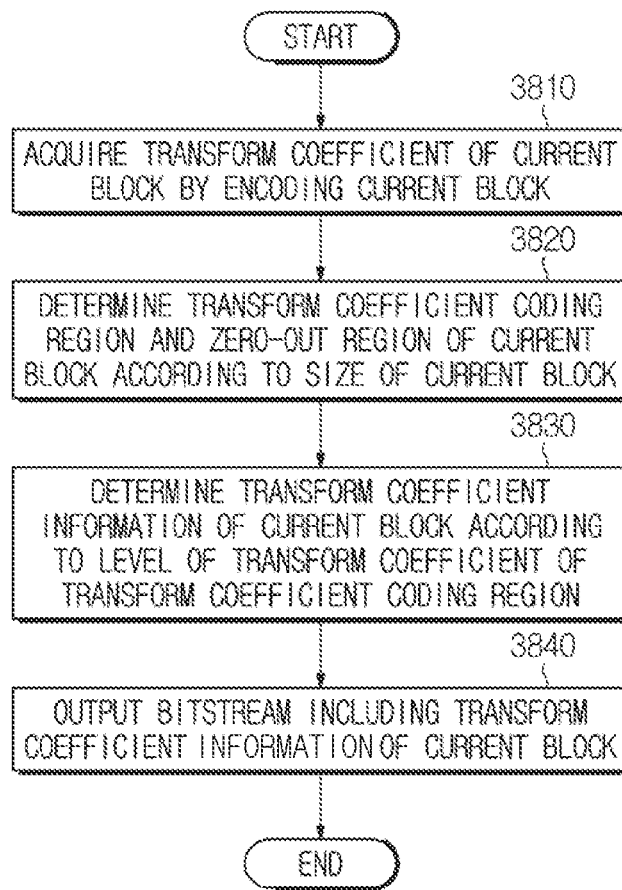 START
3810
ACQUIRE TRANSFORM COEFFICIENT OF CURRENT
BLOCK BY ENCODING CURRENT BLOCK
3820
DETERMINE TRANSFORM COEFFICIENT CODING
REGION AND ZERO-OUT REGION OF CURRENT
BLOCK ACCORDING TO SIZE OF CURRENT BLOCK
3830
DETERMINE TRANSFORM COEFFICIENT
INFORMATION OF CURRENT BLOCK ACCORDING
TO LEVEL OF TRANSFORM COEFFICIENT OF
TRANSFORM COEFFICIENT CODING REGION
3840
OUTPUT BITSTREAM INCLUDING TRANSFORM
COEFFICIENT INFORMATION OF CURRENT BLOCK
END